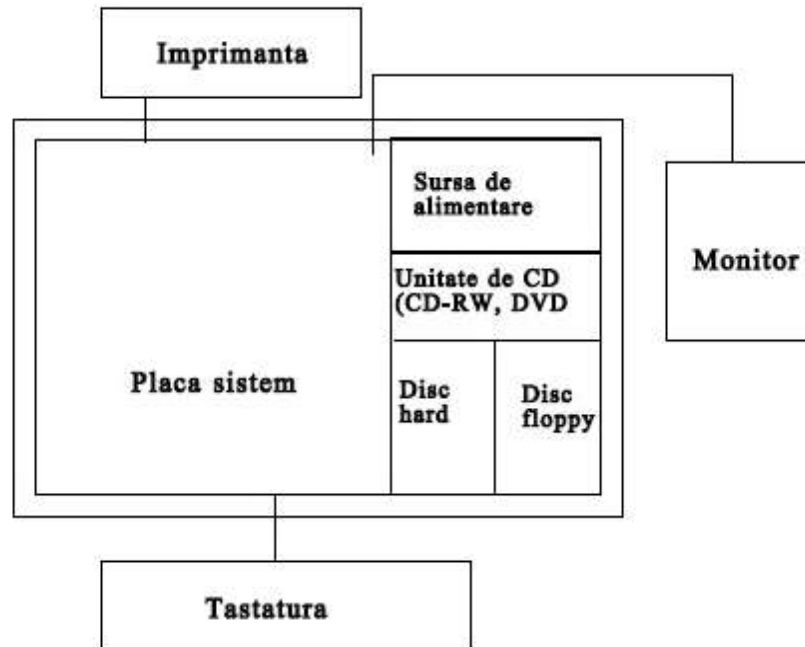 Imprimanta
Sursa de
alimentare
Unitate de CD
(CD-RW, DVD
Monitor
Placa sistem
Disc
hard
Disc
floppy
Tastatura